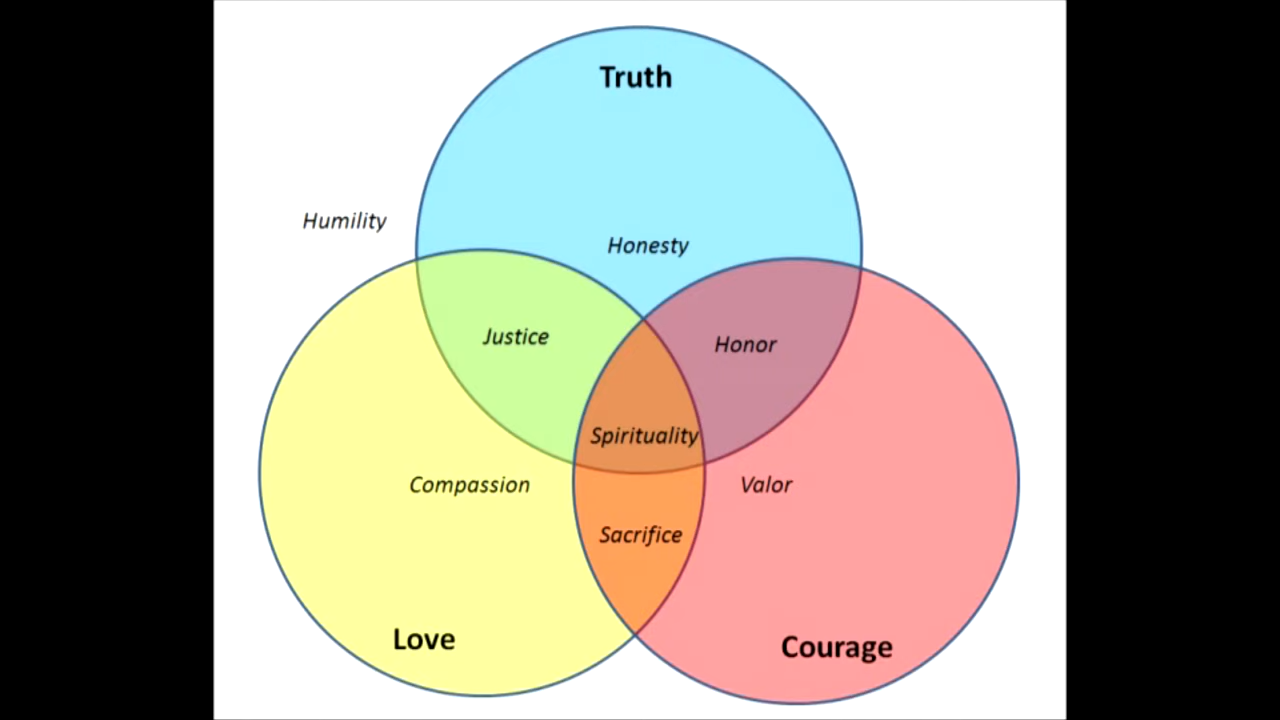 Truth
Humility
Honesty
Justice
Honor
Spirituality
Compassion
Valor
Sacrifice
Love
Courage